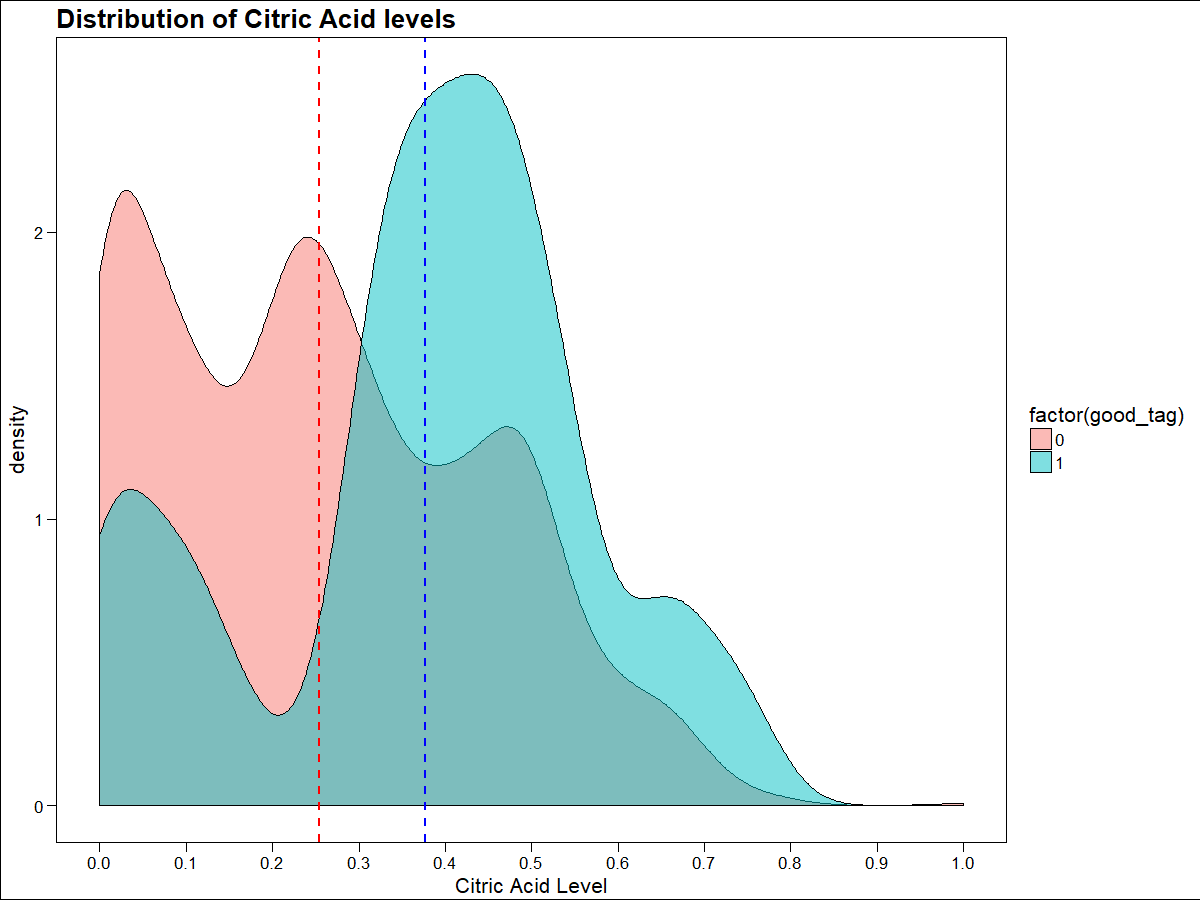 Distribution of Citric Acid levels
density
2
1
0
0.0 0.1 0.2 0.3 0.4 0.5 0.6 0.7 0.8 0.9 1.0
Citric Acid Level
factor(good_tag)
0
1